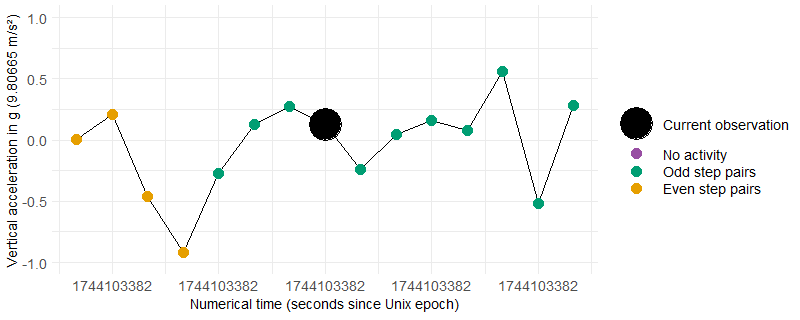 Vertical acceleration in g (9.80665 m/s²)
1.0
0.5
0.0
-0.5
-1.0
1744103382 1744103382 1744103382 1744103382 1744103382
Numerical time (seconds since Unix epoch)
Current observation
No activity
Odd step pairs
Even step pairs